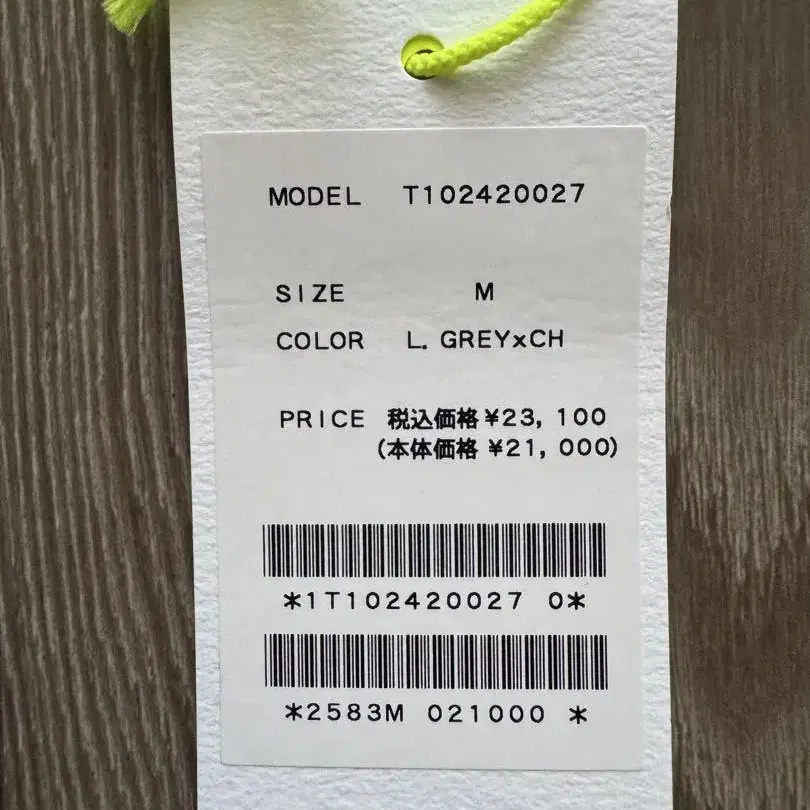 MODEL T102420027
SIZE M
COLOR L. GREYxCH
PRICE 税込価格 ¥23, 100
(本体価格 ¥21, 000)
*1T102420027 0*
*2583M 021000 *